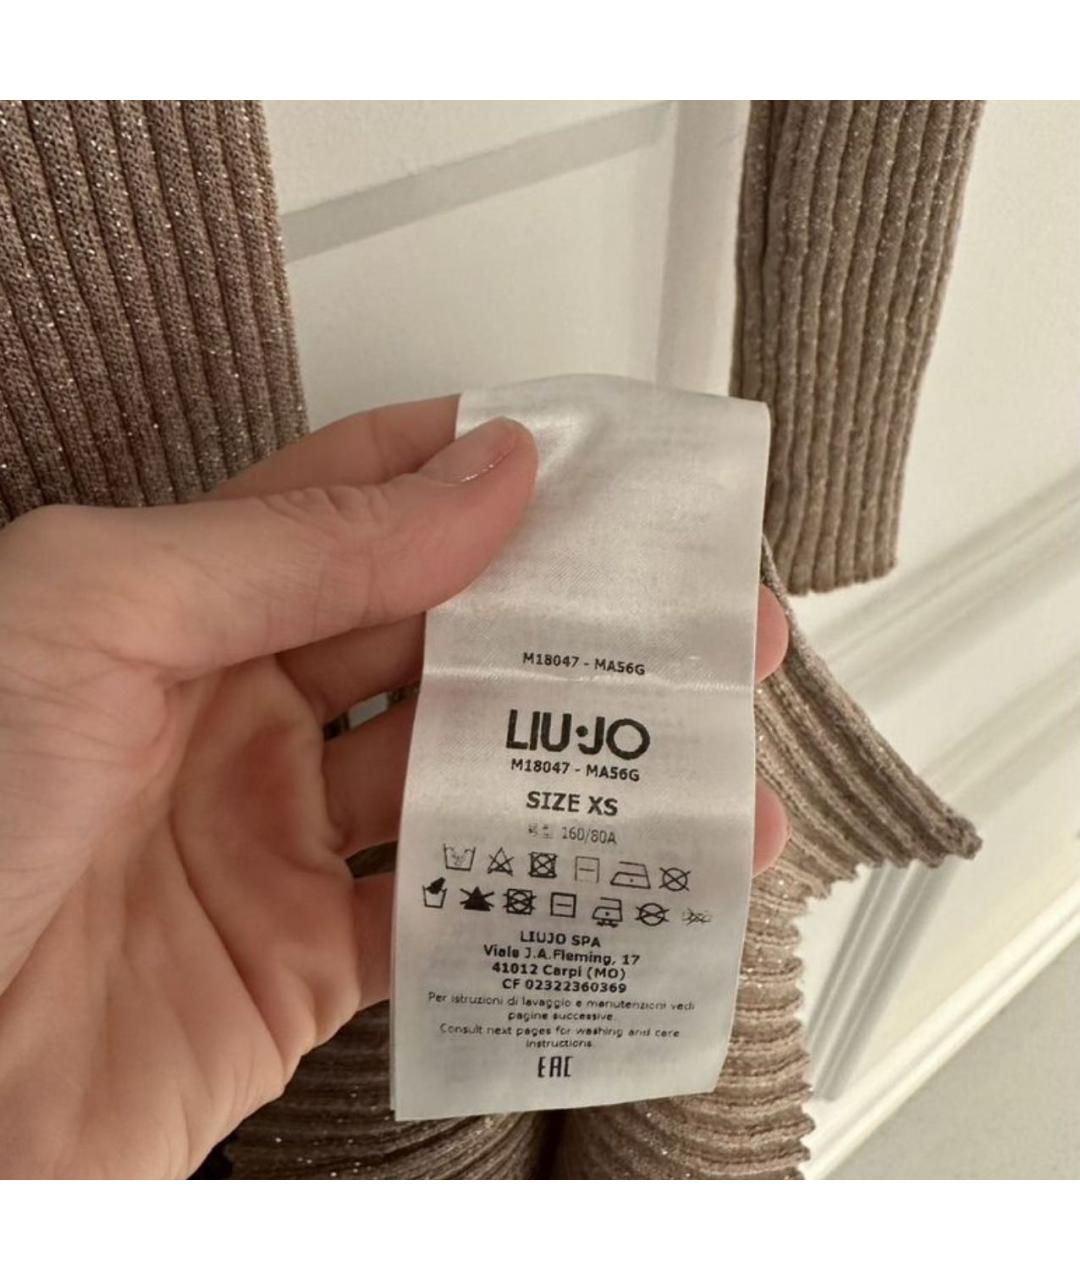 M18047 - MA56G
LIU·JO
M18047 - MA56G
SIZE XS
160/80A
LIUJO SPA
Viale J.A.Fleming, 17
41012 Carpi (MO)
CF 02322360369
Per istruzioni di lavaggio e manutenzioni vedi
pagine successive.
Consult next pages for washing and care
instructions.
EAC